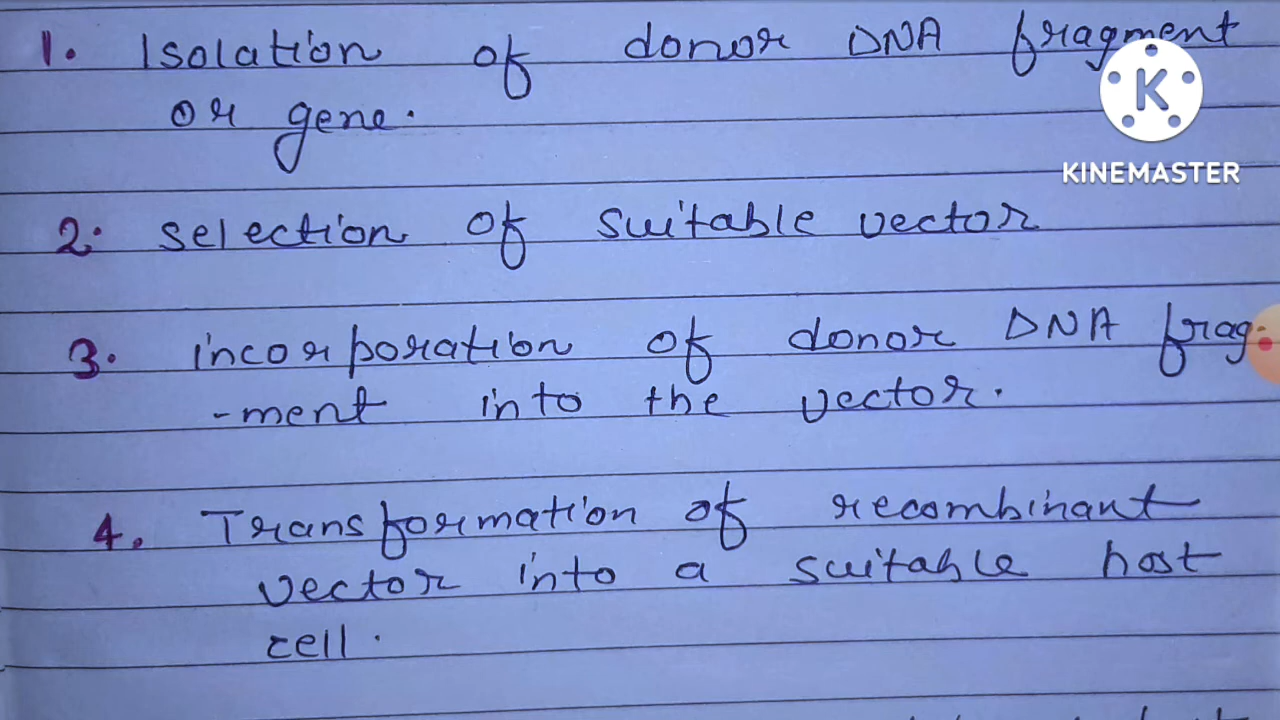 1. Isolation of donor DNA fragment
or gene.
K
KINEMASTER
2. selection of suitable vector
3. incorporation of donor DNA frag-
-ment into the vector.
4. Transformation of recombinant
vector into a suitable host
cell.